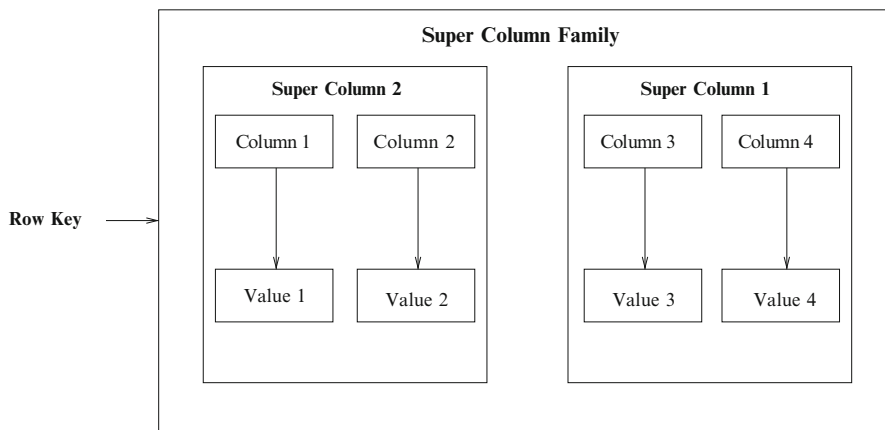 Super Column Family
Super Column 2
Super Column 1
Column 1
Column 2
Column 3
Column 4
Row Key
Value 1
Value 2
Value 3
Value 4